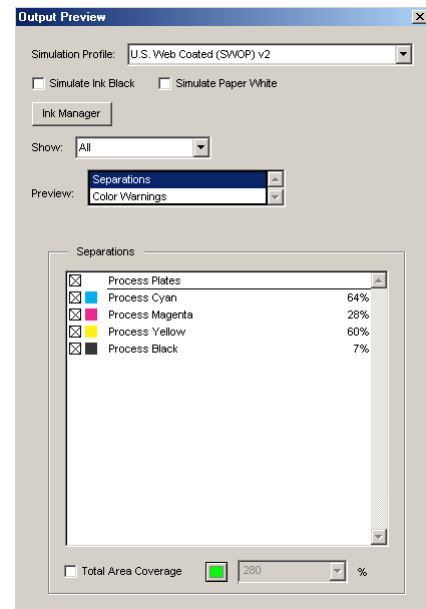 Output Preview
Simulation Profile: U.S. Web Coated (SWOP) v2
Simulate Ink Black Simulate Paper White
Ink Manager
Show: All
Preview: Separations
Color Warnings
Separations
Process Plates
Process Cyan 64%
Process Magenta 28%
Process Yellow 60%
Process Black 7%
Total Area Coverage 280 %